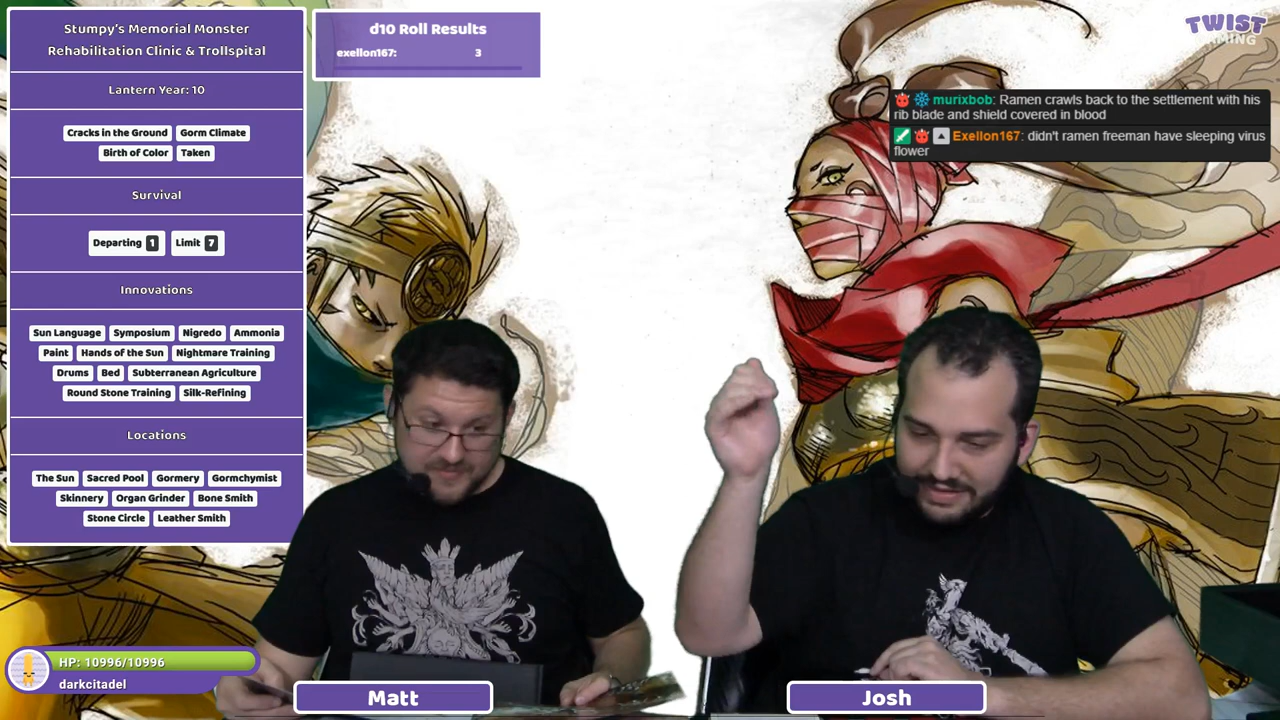 Stumpy's Memorial Monster
Rehabilitation Clinic & Trollspital
Lantern Year: 10
Cracks in the Ground Gorm Climate
Birth of Color Taken
Survival
Departing 1 Limit 7
Innovations
Sun Language Symposium Nigredo Ammonia
Paint Hands of the Sun Nightmare Training
Drums Bed Subterranean Agriculture
Round Stone Training Silk-Refining
Locations
The Sun Sacred Pool Gormery Gormchymist
Skinnery Organ Grinder Bone Smith
Stone Circle Leather Smith
HP: 10996/10996
darkcitadel
d10 Roll Results
exellon167: 3
TWIST
GAMING
murixbob: Ramen crawls back to the settlement with his
rib blade and shield covered in blood
Exellon167: didn't ramen freeman have sleeping virus
flower
Matt
Josh